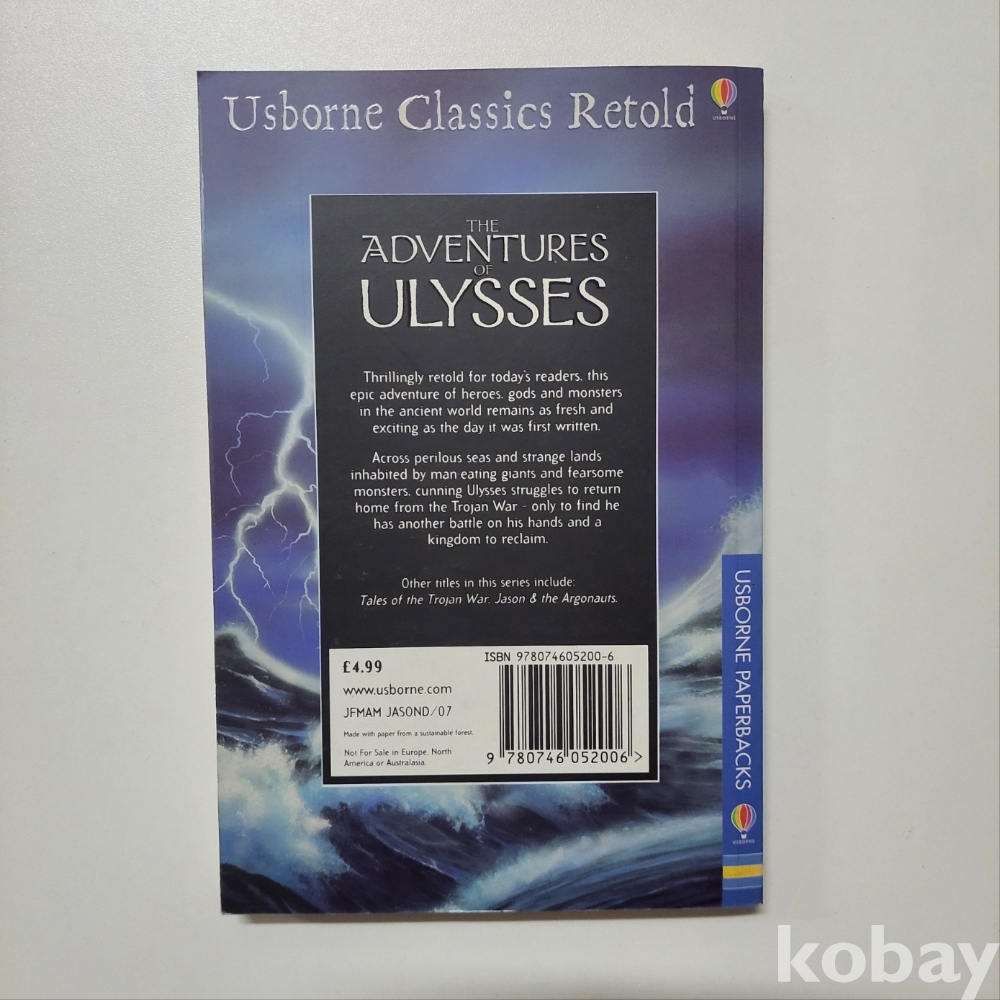 Usborne Classics Retold
USBORNE
THE
ADVENTURES
OF
ULYSSES
Thrillingly retold for today's readers, this
epic adventure of heroes, gods and monsters
in the ancient world remains as fresh and
exciting as the day it was first written.
Across perilous seas and strange lands
inhabited by man-eating giants and fearsome
monsters, cunning Ulysses struggles to return
home from the Trojan War - only to find he
has another battle on his hands and a
kingdom to reclaim.
Other titles in this series include:
Tales of the Trojan War, Jason & the Argonauts.
£4.99
www.usborne.com
JFMAM JASOND/07
Made with paper from a sustainable forest.
Not For Sale in Europe, North
America or Australasia.
ISBN 978074605200-6
9 780746 052006 >
USBORNE PAPERBACKS
USBORNE
kobay